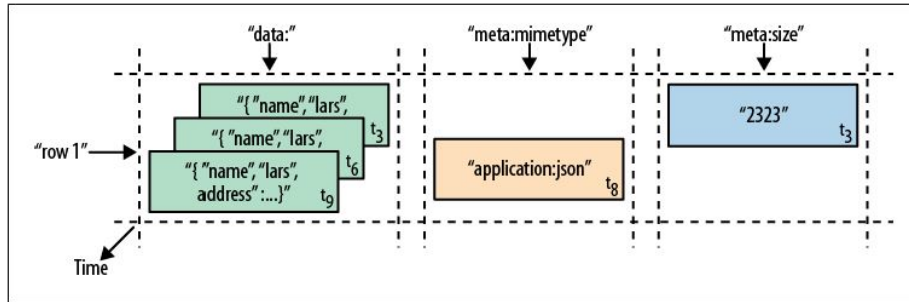 “data:”
“meta:mimetype”
“meta:size”
“{ ”name”,“lars”,
t3
“{ ”name”,“lars”,
t6
“{ ”name”,“lars”,
address” :...}”
t9
“application:json”
t8
“2323”
t3
“row 1”
Time